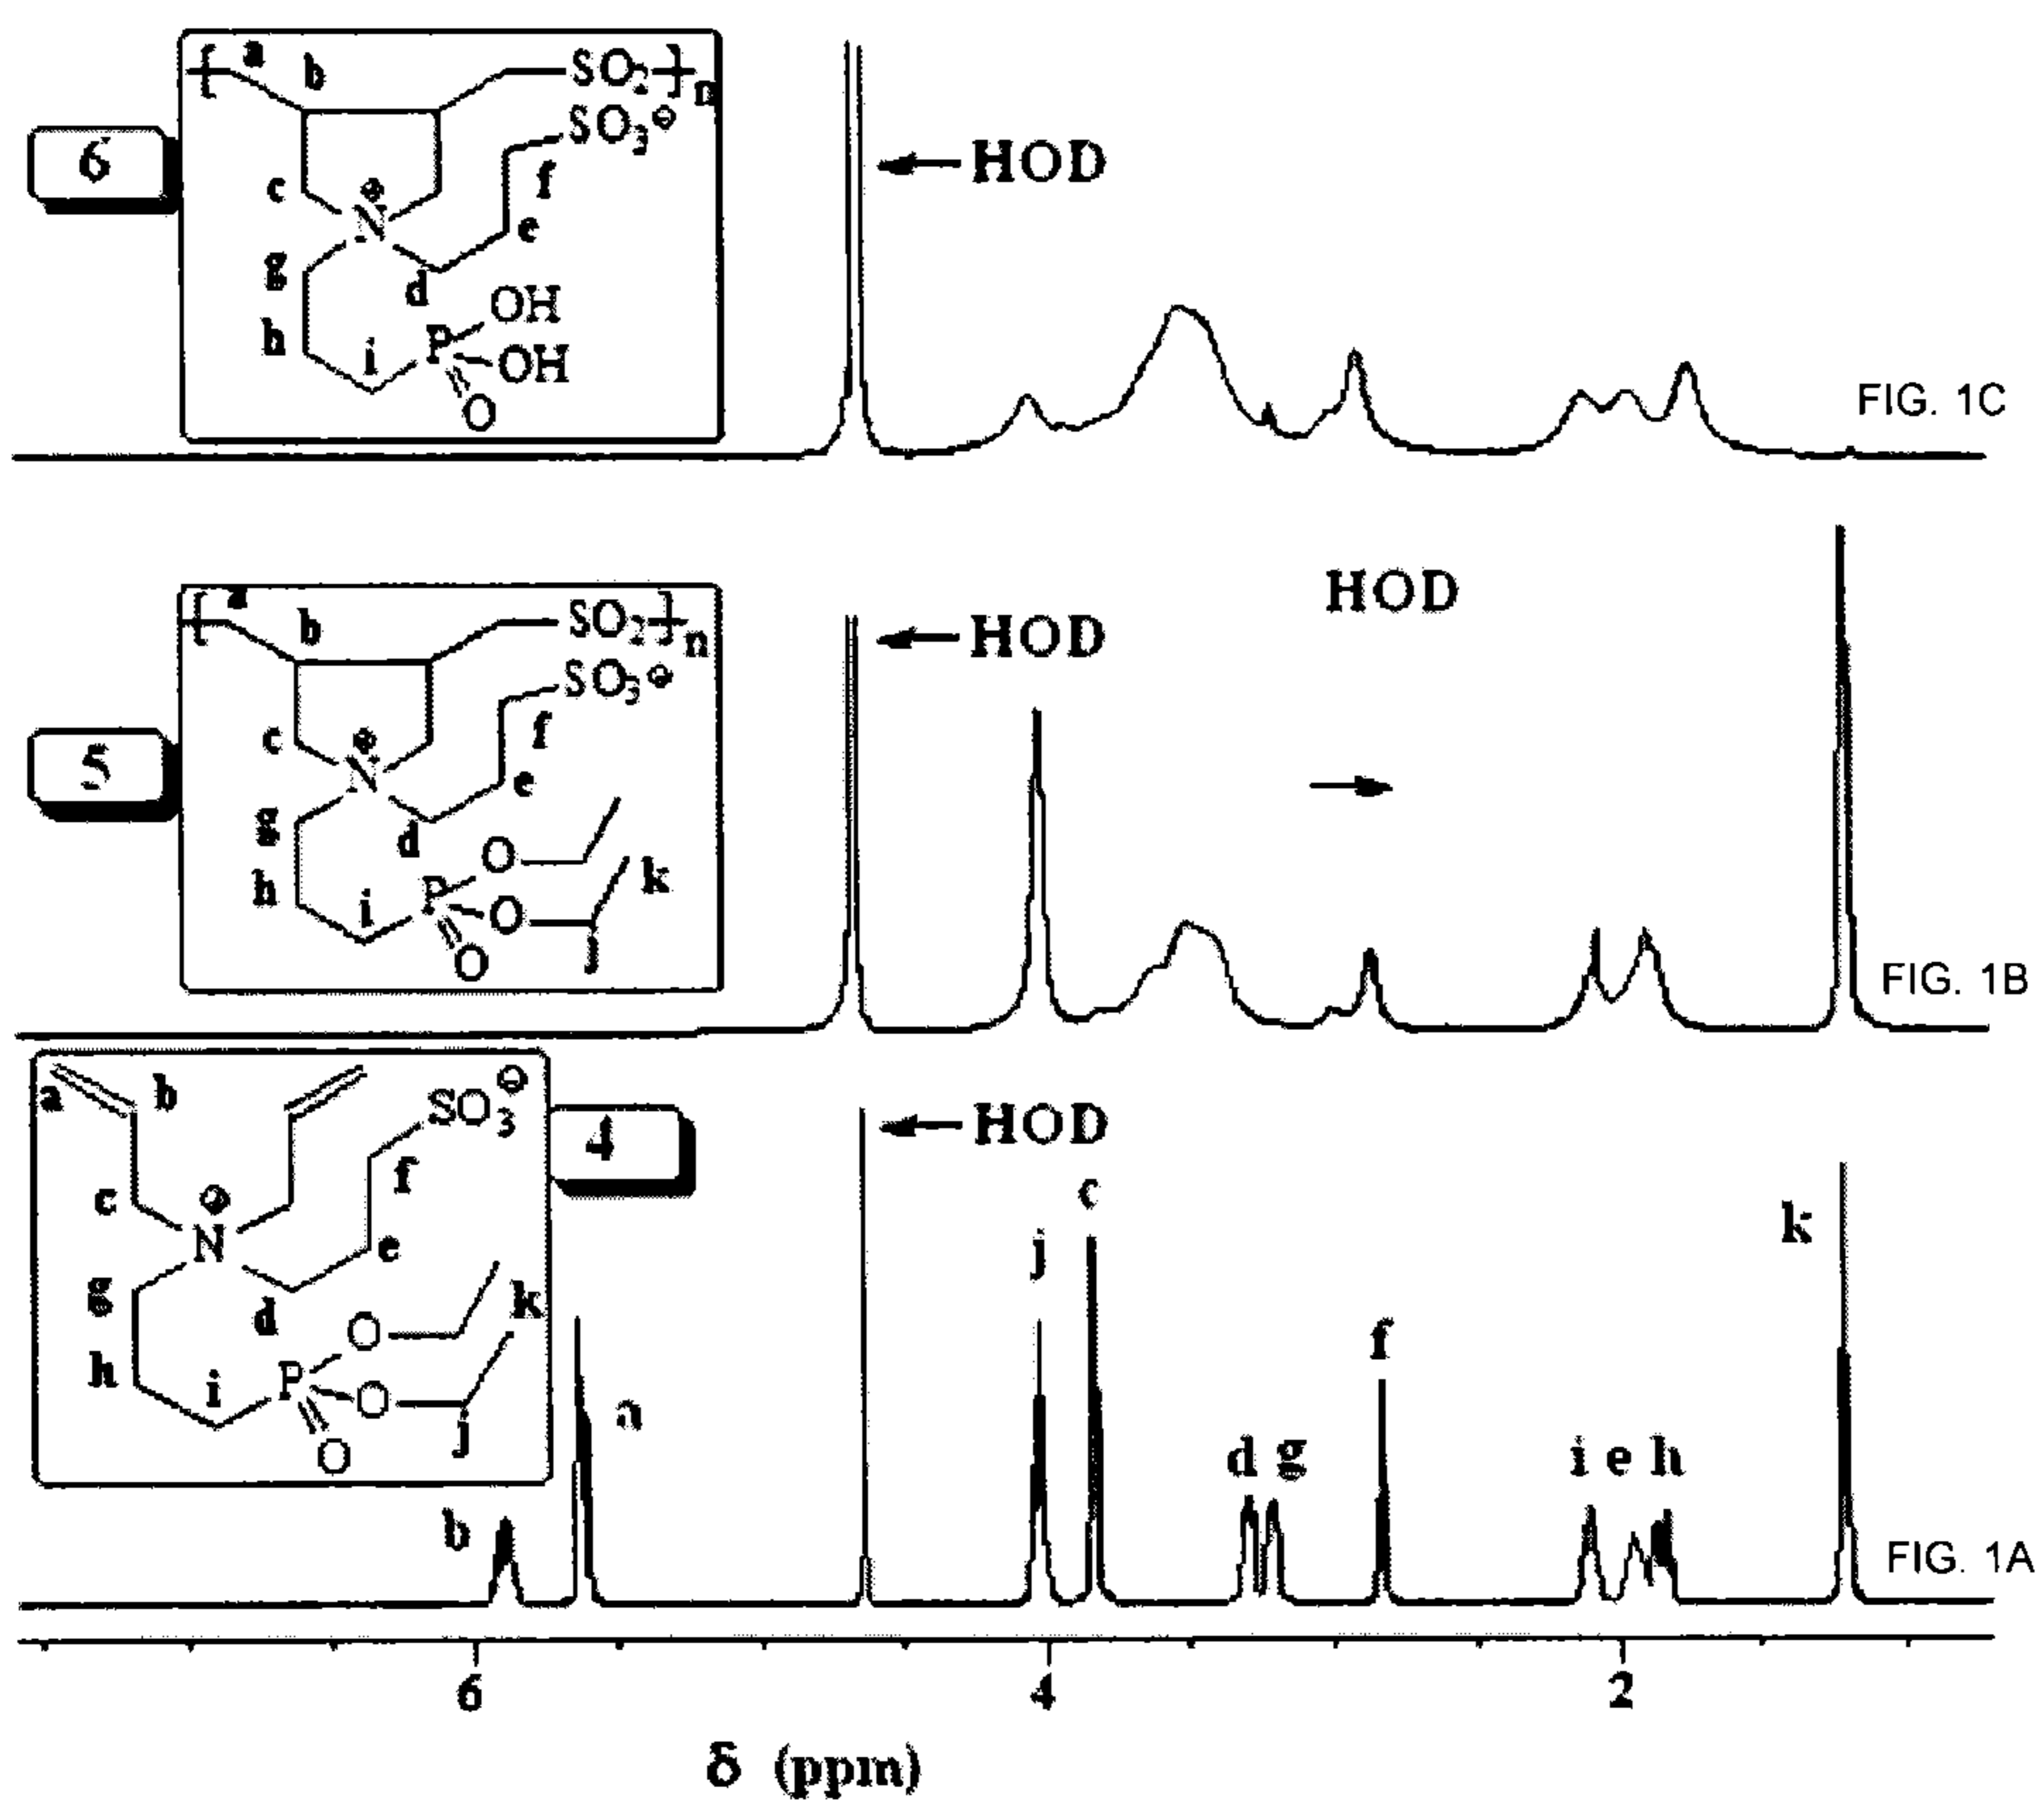 a
b
SO2
n
SO3⊖
6
HOD
f
c
⊕
N
e
g
d
OH
h
i
P
OH
O
FIG. 1C
HOD
a
b
SO2
n
HOD
SO3⊖
f
c
⊕
5
N
e
g
d
O
h
i
P
k
O
j
O
FIG. 1B
⊖
a
b
SO3
4
HOD
f
c
⊕
c
N
e
j
k
g
d
O
k
f
h
i
P
O
a
j
O
d g
i e h
b
FIG. 1A
6
4
2
δ (ppm)